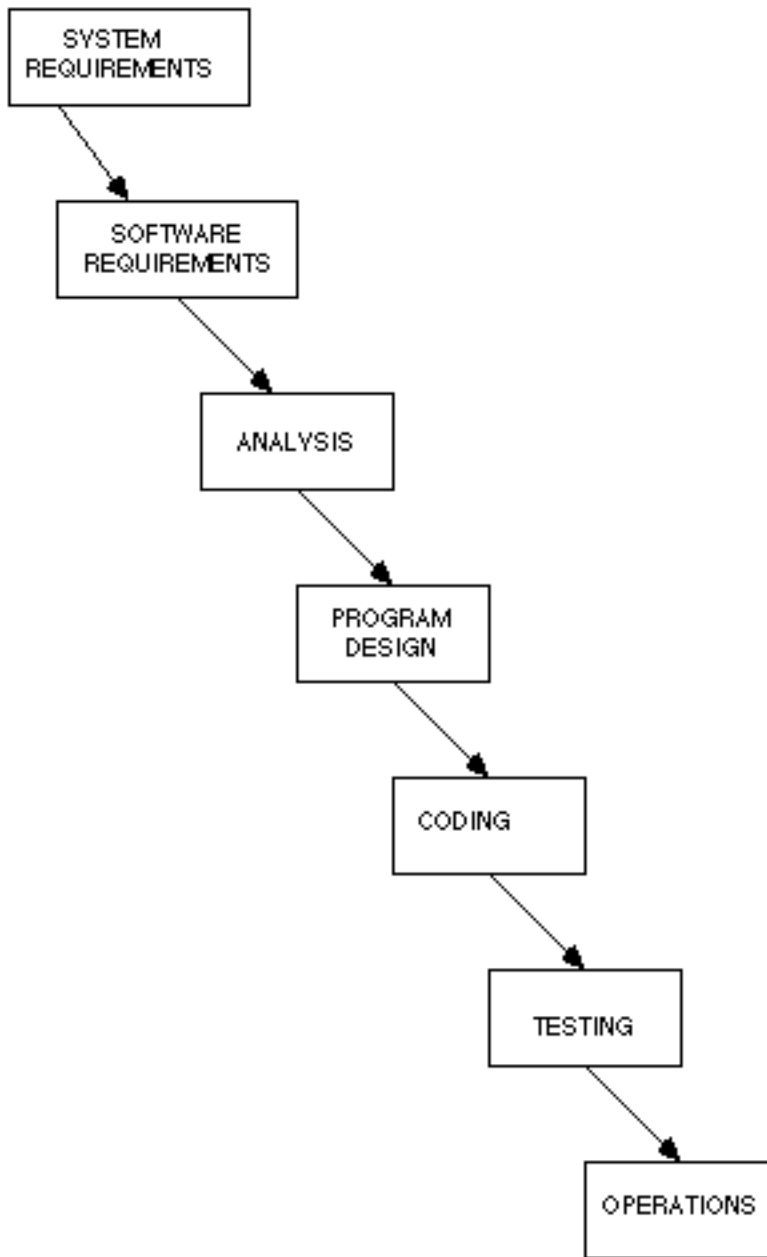 SYSTEM
REQUIREMENTS
SOFTWARE
REQUIREMENTS
ANALYSIS
PROGRAM
DESIGN
CODING
TESTING
OPERATIONS